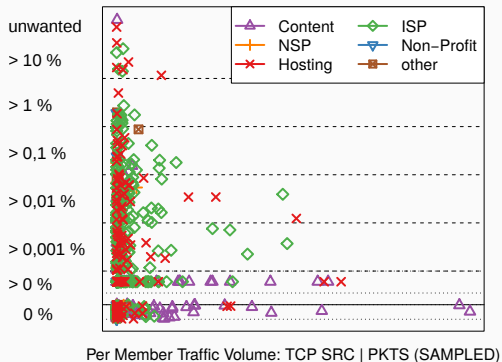 unwanted
> 10 %
> 1 %
> 0,1 %
> 0,01 %
> 0,001 %
> 0 %
0 %
Content
NSP
Hosting
ISP
Non−Profit
other
Per Member Traffic Volume: TCP SRC | PKTS (SAMPLED)